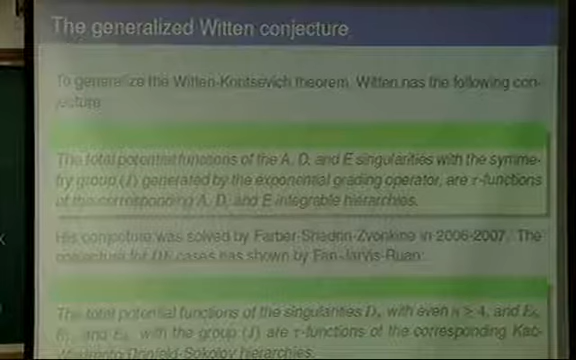 The generalized Witten conjecture
To generalize the Witten-Kontsevich theorem, Witten has the following con-
jecture
The total potential functions of the A, D, and E singularities with the symme-
try group ⟨J⟩ generated by the exponential grading operator, are τ-functions
of the corresponding A, D, and E integrable hierarchies.
His conjecture was solved by Farber-Shadrin-Zvonkine in 2006-2007. The
conjecture for DE cases has shown by Fan-Jarvis-Ruan:
The total potential functions of the singularities Dₙ with even n ≥ 4, and E₆,
E₇, and E₈, with the group ⟨J⟩ are τ-functions of the corresponding Kac-
hierarchies.